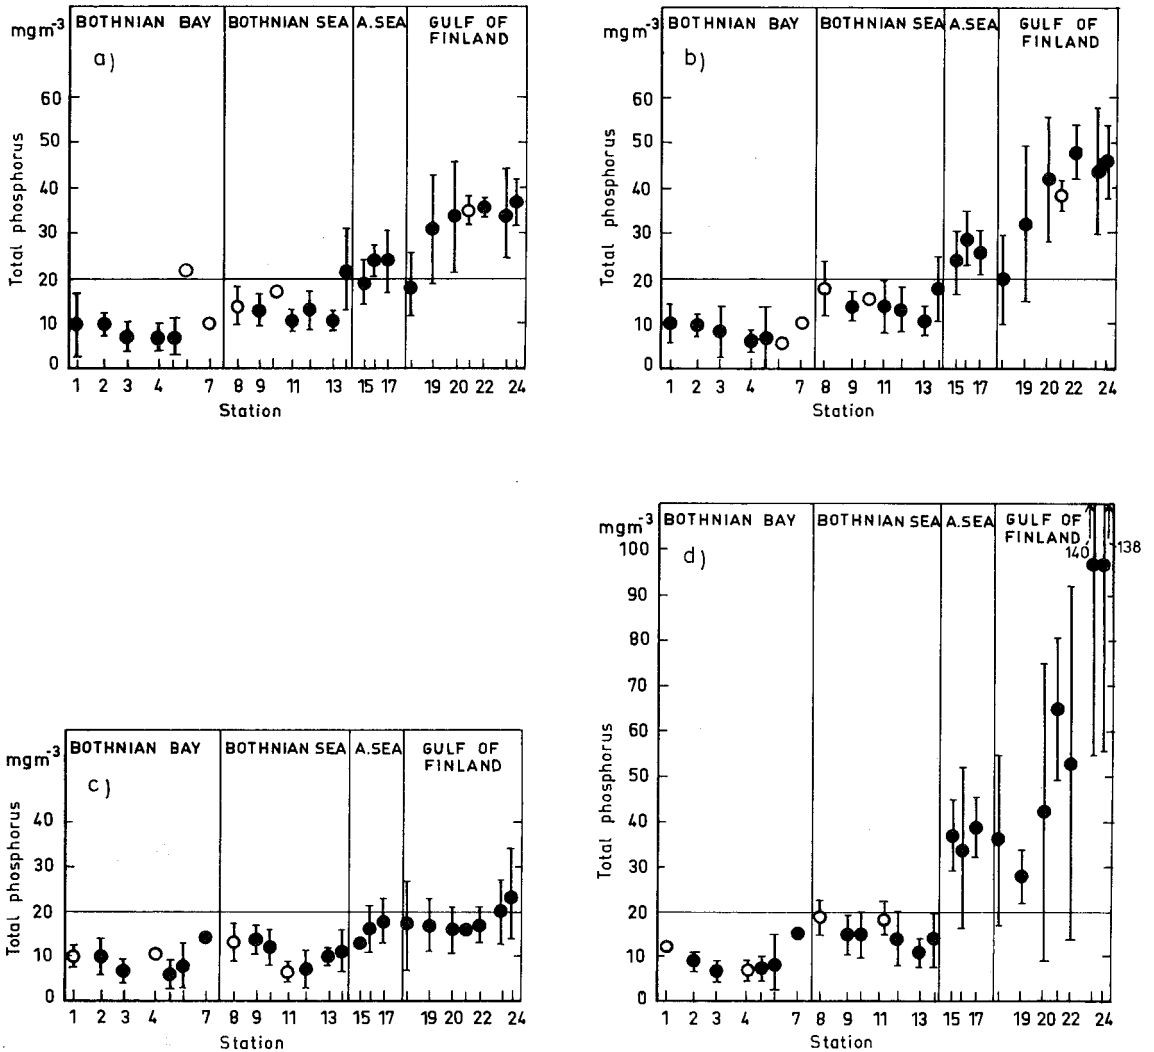 mgm-3
BOTHNIAN BAY
BOTHNIAN SEA
A.SEA
GULF OF
FINLAND
a)
Total phosphorus
60
50
40
30
20
10
0
1 2 3 4 7 8 9 11 13 15 17 19 20 22 24
Station
mgm-3
BOTHNIAN BAY
BOTHNIAN SEA
A.SEA
GULF OF
FINLAND
b)
Total phosphorus
60
50
40
30
20
10
0
1 2 3 4 7 8 9 11 13 15 17 19 20 22 24
Station
mgm-3
BOTHNIAN BAY
BOTHNIAN SEA
A.SEA
GULF OF
FINLAND
c)
Total phosphorus
40
30
20
10
0
1 2 3 4 7 8 9 11 13 15 17 19 20 22 24
Station
mgm-3
BOTHNIAN BAY
BOTHNIAN SEA
A.SEA
GULF OF
FINLAND
d)
140
138
Total phosphorus
100
90
80
70
60
50
40
30
20
10
0
1 2 3 4 7 8 9 11 13 15 17 19 20 22 24
Station